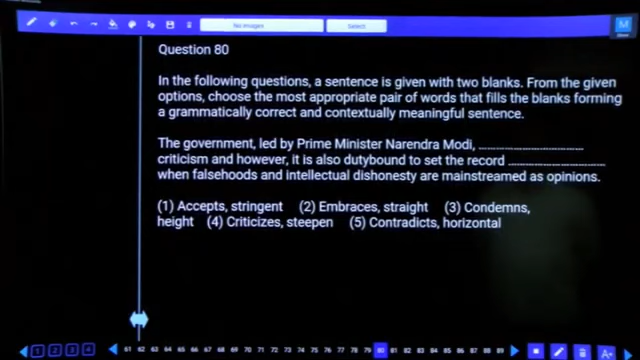 No Images
Select
M
Question 80
In the following questions, a sentence is given with two blanks. From the given
options, choose the most appropriate pair of words that fills the blanks forming
a grammatically correct and contextually meaningful sentence.
The government, led by Prime Minister Narendra Modi, ................................
criticism and however, it is also dutybound to set the record ..............................
when falsehoods and intellectual dishonesty are mainstreamed as opinions.
(1) Accepts, stringent (2) Embraces, straight (3) Condemns,
height (4) Criticizes, steepen (5) Contradicts, horizontal
1 2 3 4 61 62 63 64 65 66 67 68 69 70 71 72 73 74 75 76 77 78 79 80 81 82 83 84 85 86 87 88 89 A+